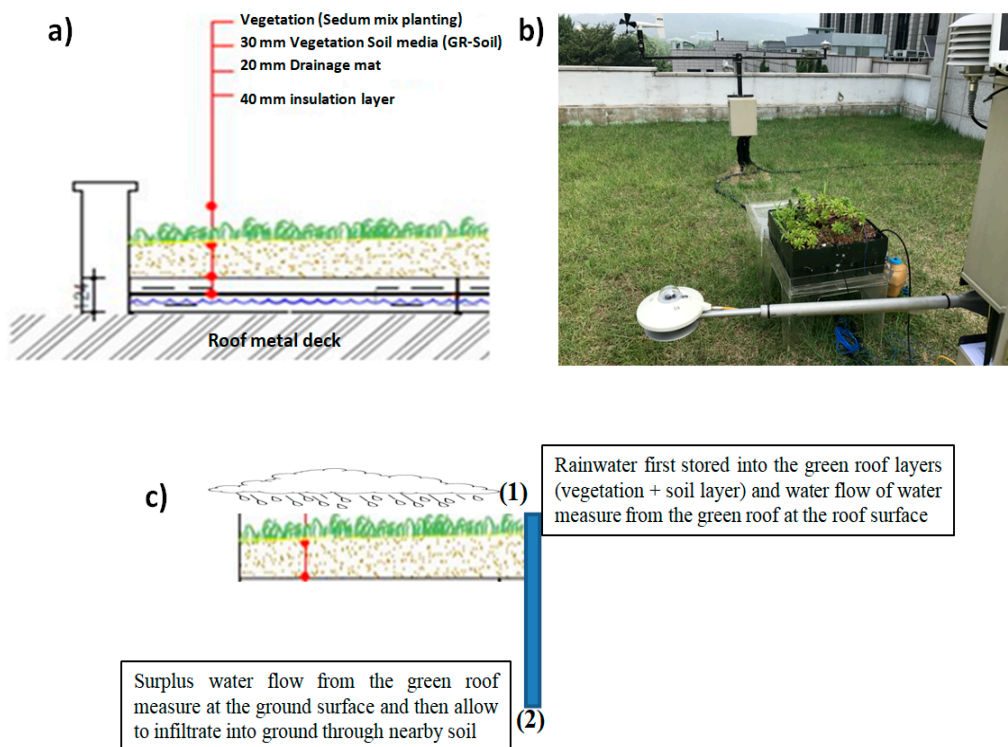 a)
Vegetation (Sedum mix planting)
30 mm Vegetation Soil media (GR-Soil)
20 mm Drainage mat
40 mm insulation layer
124
Roof metal deck
b)
c)
(1)
Rainwater first stored into the green roof layers
(vegetation + soil layer) and water flow of water
measure from the green roof at the roof surface
Surplus water flow from the green roof
measure at the ground surface and then allow
to infiltrate into ground through nearby soil
(2)